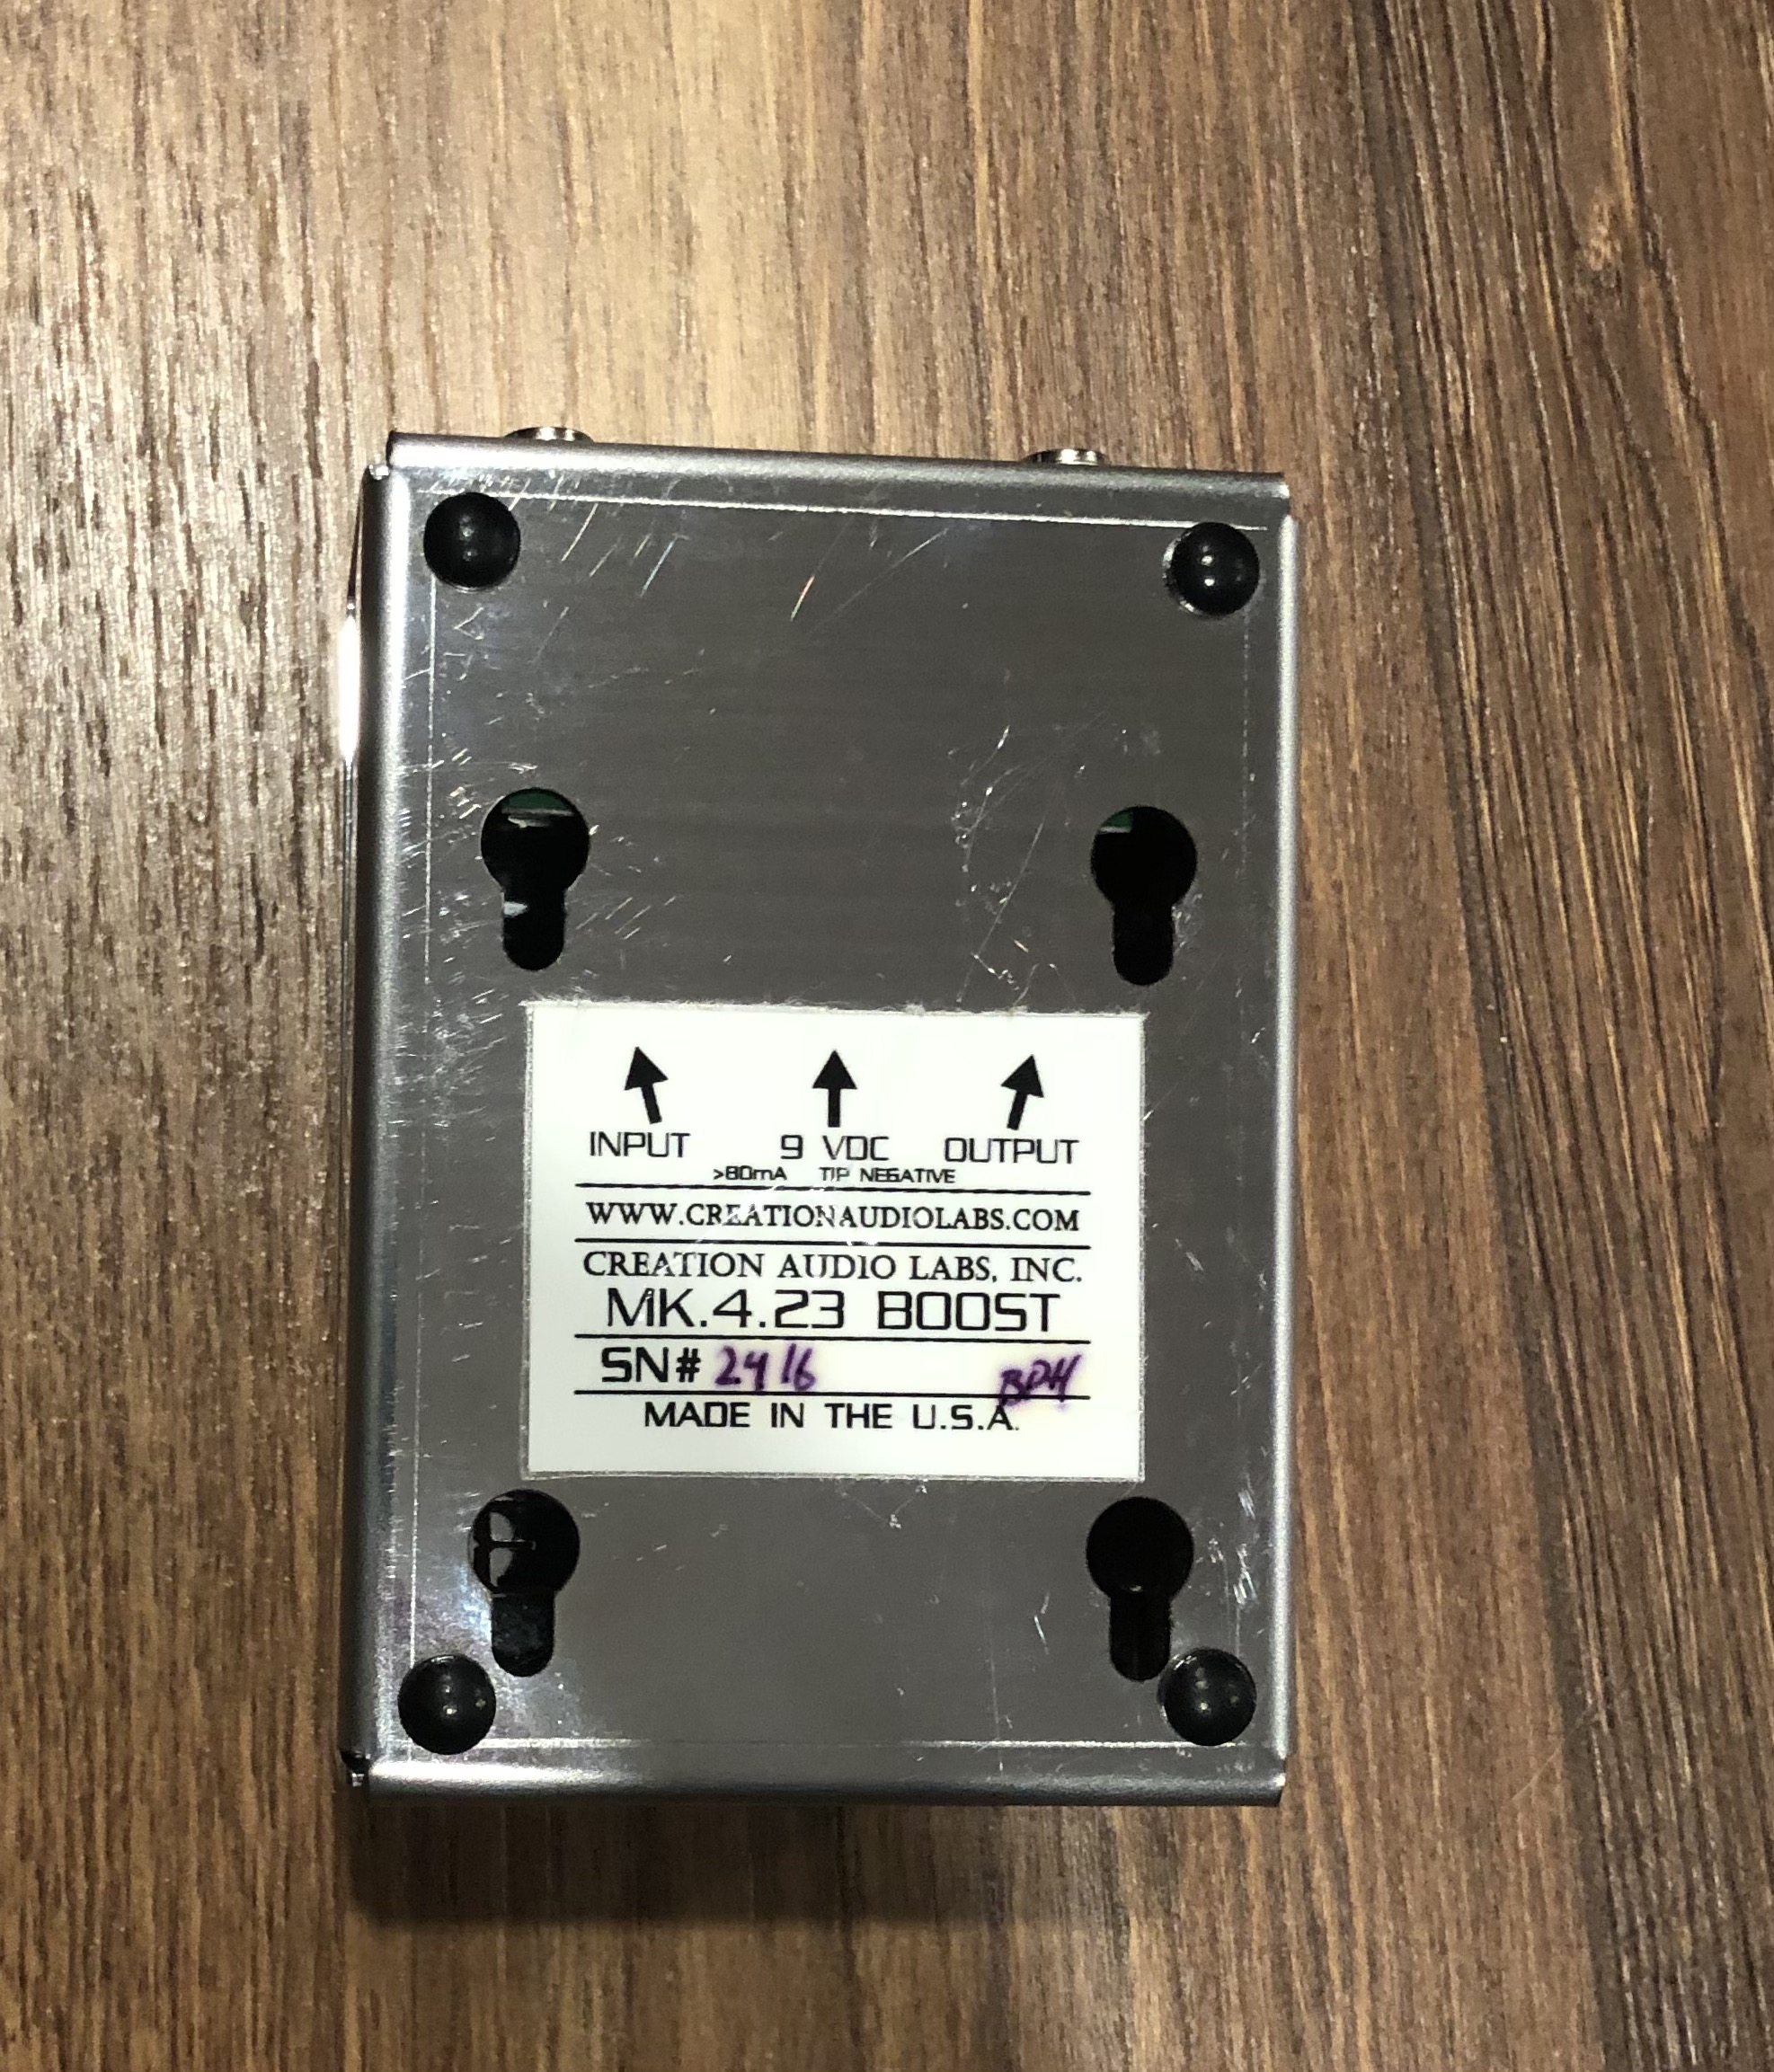 INPUT 9 VDC OUTPUT
>80mA TIP NEGATIVE
WWW.CREATIONAUDIOLABS.COM
CREATION AUDIO LABS, INC.
MK.4.23 BOOST
SN# 2416 BPH
MADE IN THE U.S.A.